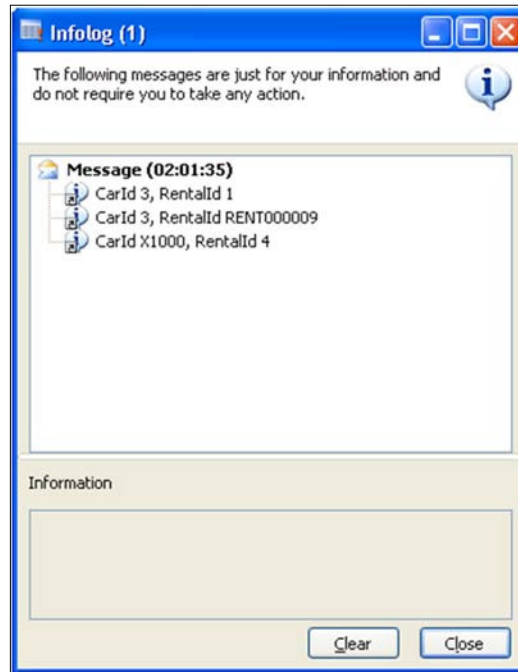 Infolog (1)
The following messages are just for your information and
do not require you to take any action.
Message (02:01:35)
CarId 3, RentalId 1
CarId 3, RentalId RENT000009
CarId X1000, RentalId 4
Information
Clear
Close